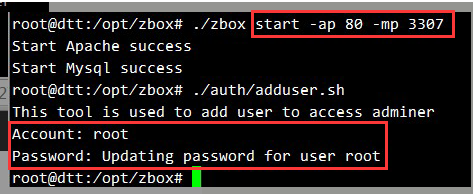 root@dtt:/opt/zbox# ./zbox start -ap 80 -mp 3307
Start Apache success
Start Mysql success
root@dtt:/opt/zbox# ./auth/adduser.sh
This tool is used to add user to access adminer
Account: root
Password: Updating password for user root
root@dtt:/opt/zbox#